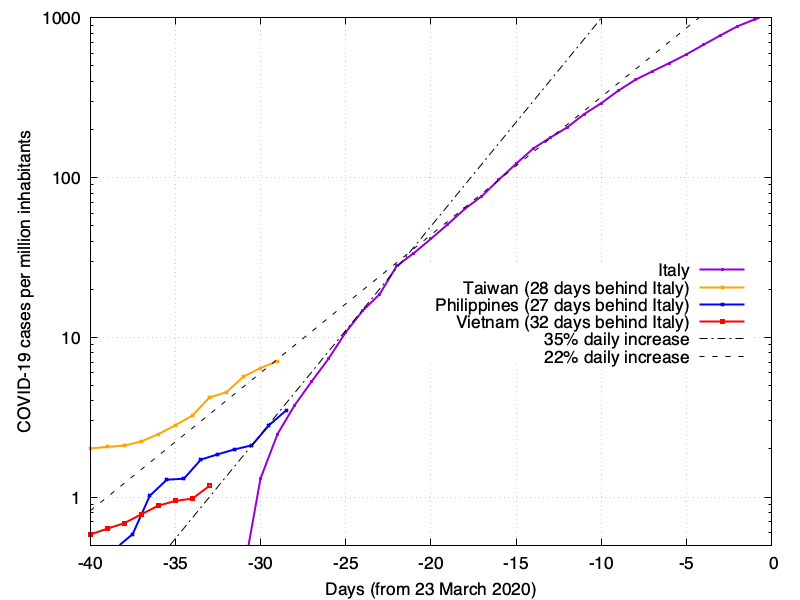 1000
100
10
1
COVID-19 cases per million inhabitants
Italy
Taiwan (28 days behind Italy)
Philippines (27 days behind Italy)
Vietnam (32 days behind Italy)
35% daily increase
22% daily increase
-40 -35 -30 -25 -20 -15 -10 -5 0
Days (from 23 March 2020)